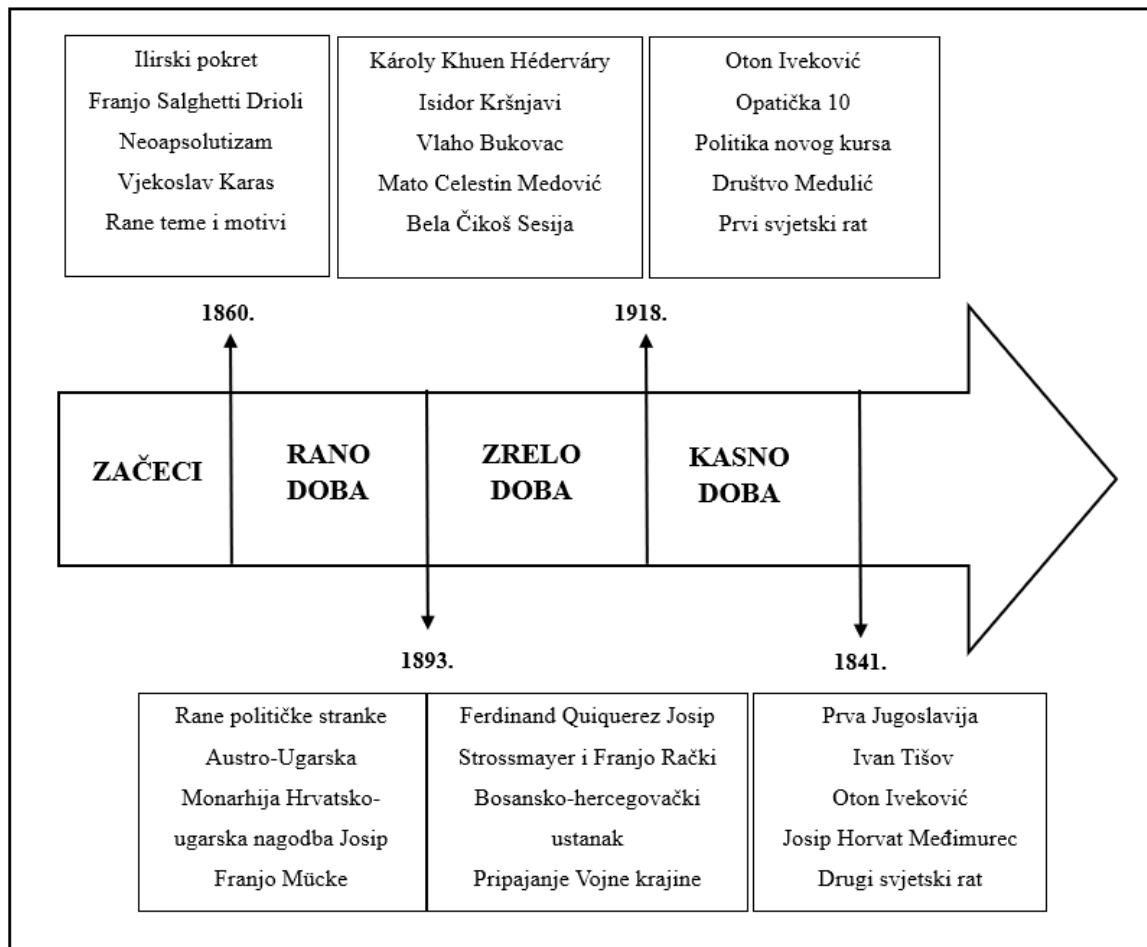 Ilirski pokret
Franjo Salghetti Drioli
Neoapsolutizam
Vjekoslav Karas
Rane teme i motivi
Károly Khuen Héderváry
Isidor Kršnjavi
Vlaho Bukovac
Mato Celestin Medović
Bela Čikoš Sesija
Oton Iveković
Opatička 10
Politika novog kursa
Društvo Medulić
Prvi svjetski rat
1860.
1918.
ZAČECI
RANO
DOBA
ZRELO
DOBA
KASNO
DOBA
1893.
1841.
Rane političke stranke
Austro-Ugarska
Monarhija Hrvatsko-
ugarska nagodba Josip
Franjo Mücke
Ferdinand Quiquerez Josip
Strossmayer i Franjo Rački
Bosansko-hercegovački
ustanak
Pripajanje Vojne krajine
Prva Jugoslavija
Ivan Tišov
Oton Iveković
Josip Horvat Međimurec
Drugi svjetski rat